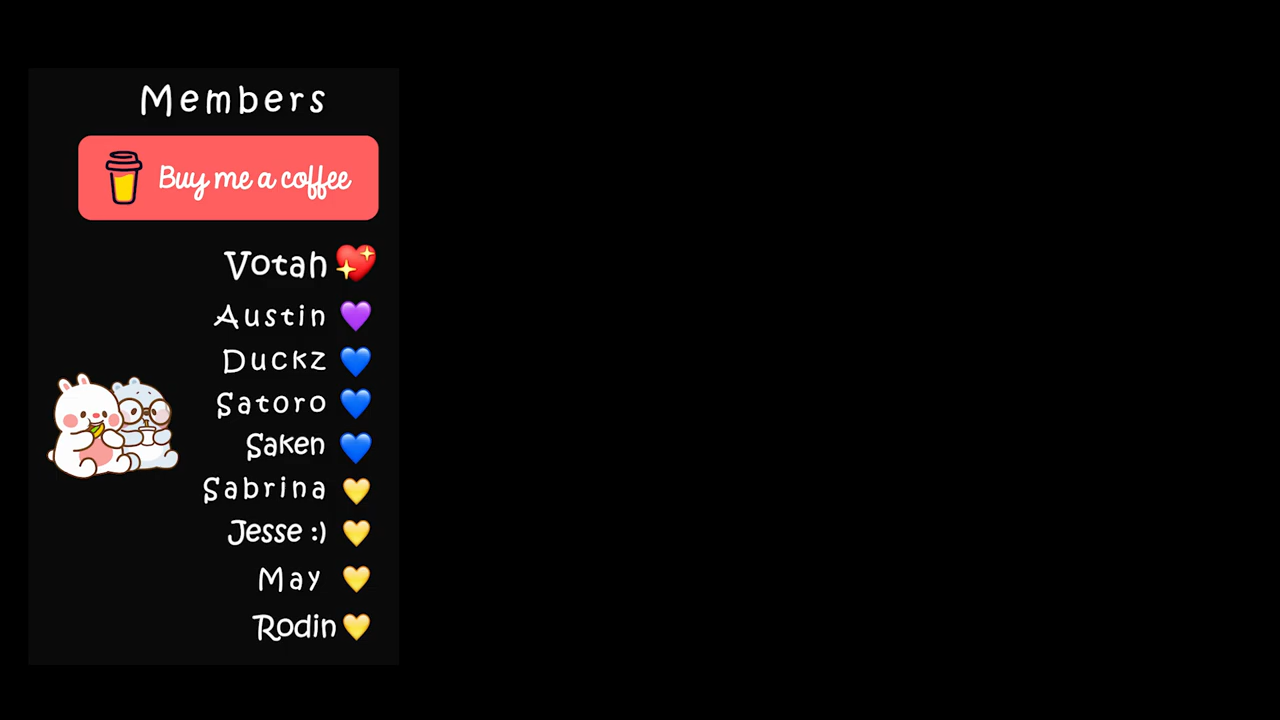 Members
Buy me a coffee
Votah
Austin
Duckz
Satoro
Saken
Sabrina
Jesse :)
May
Rodin